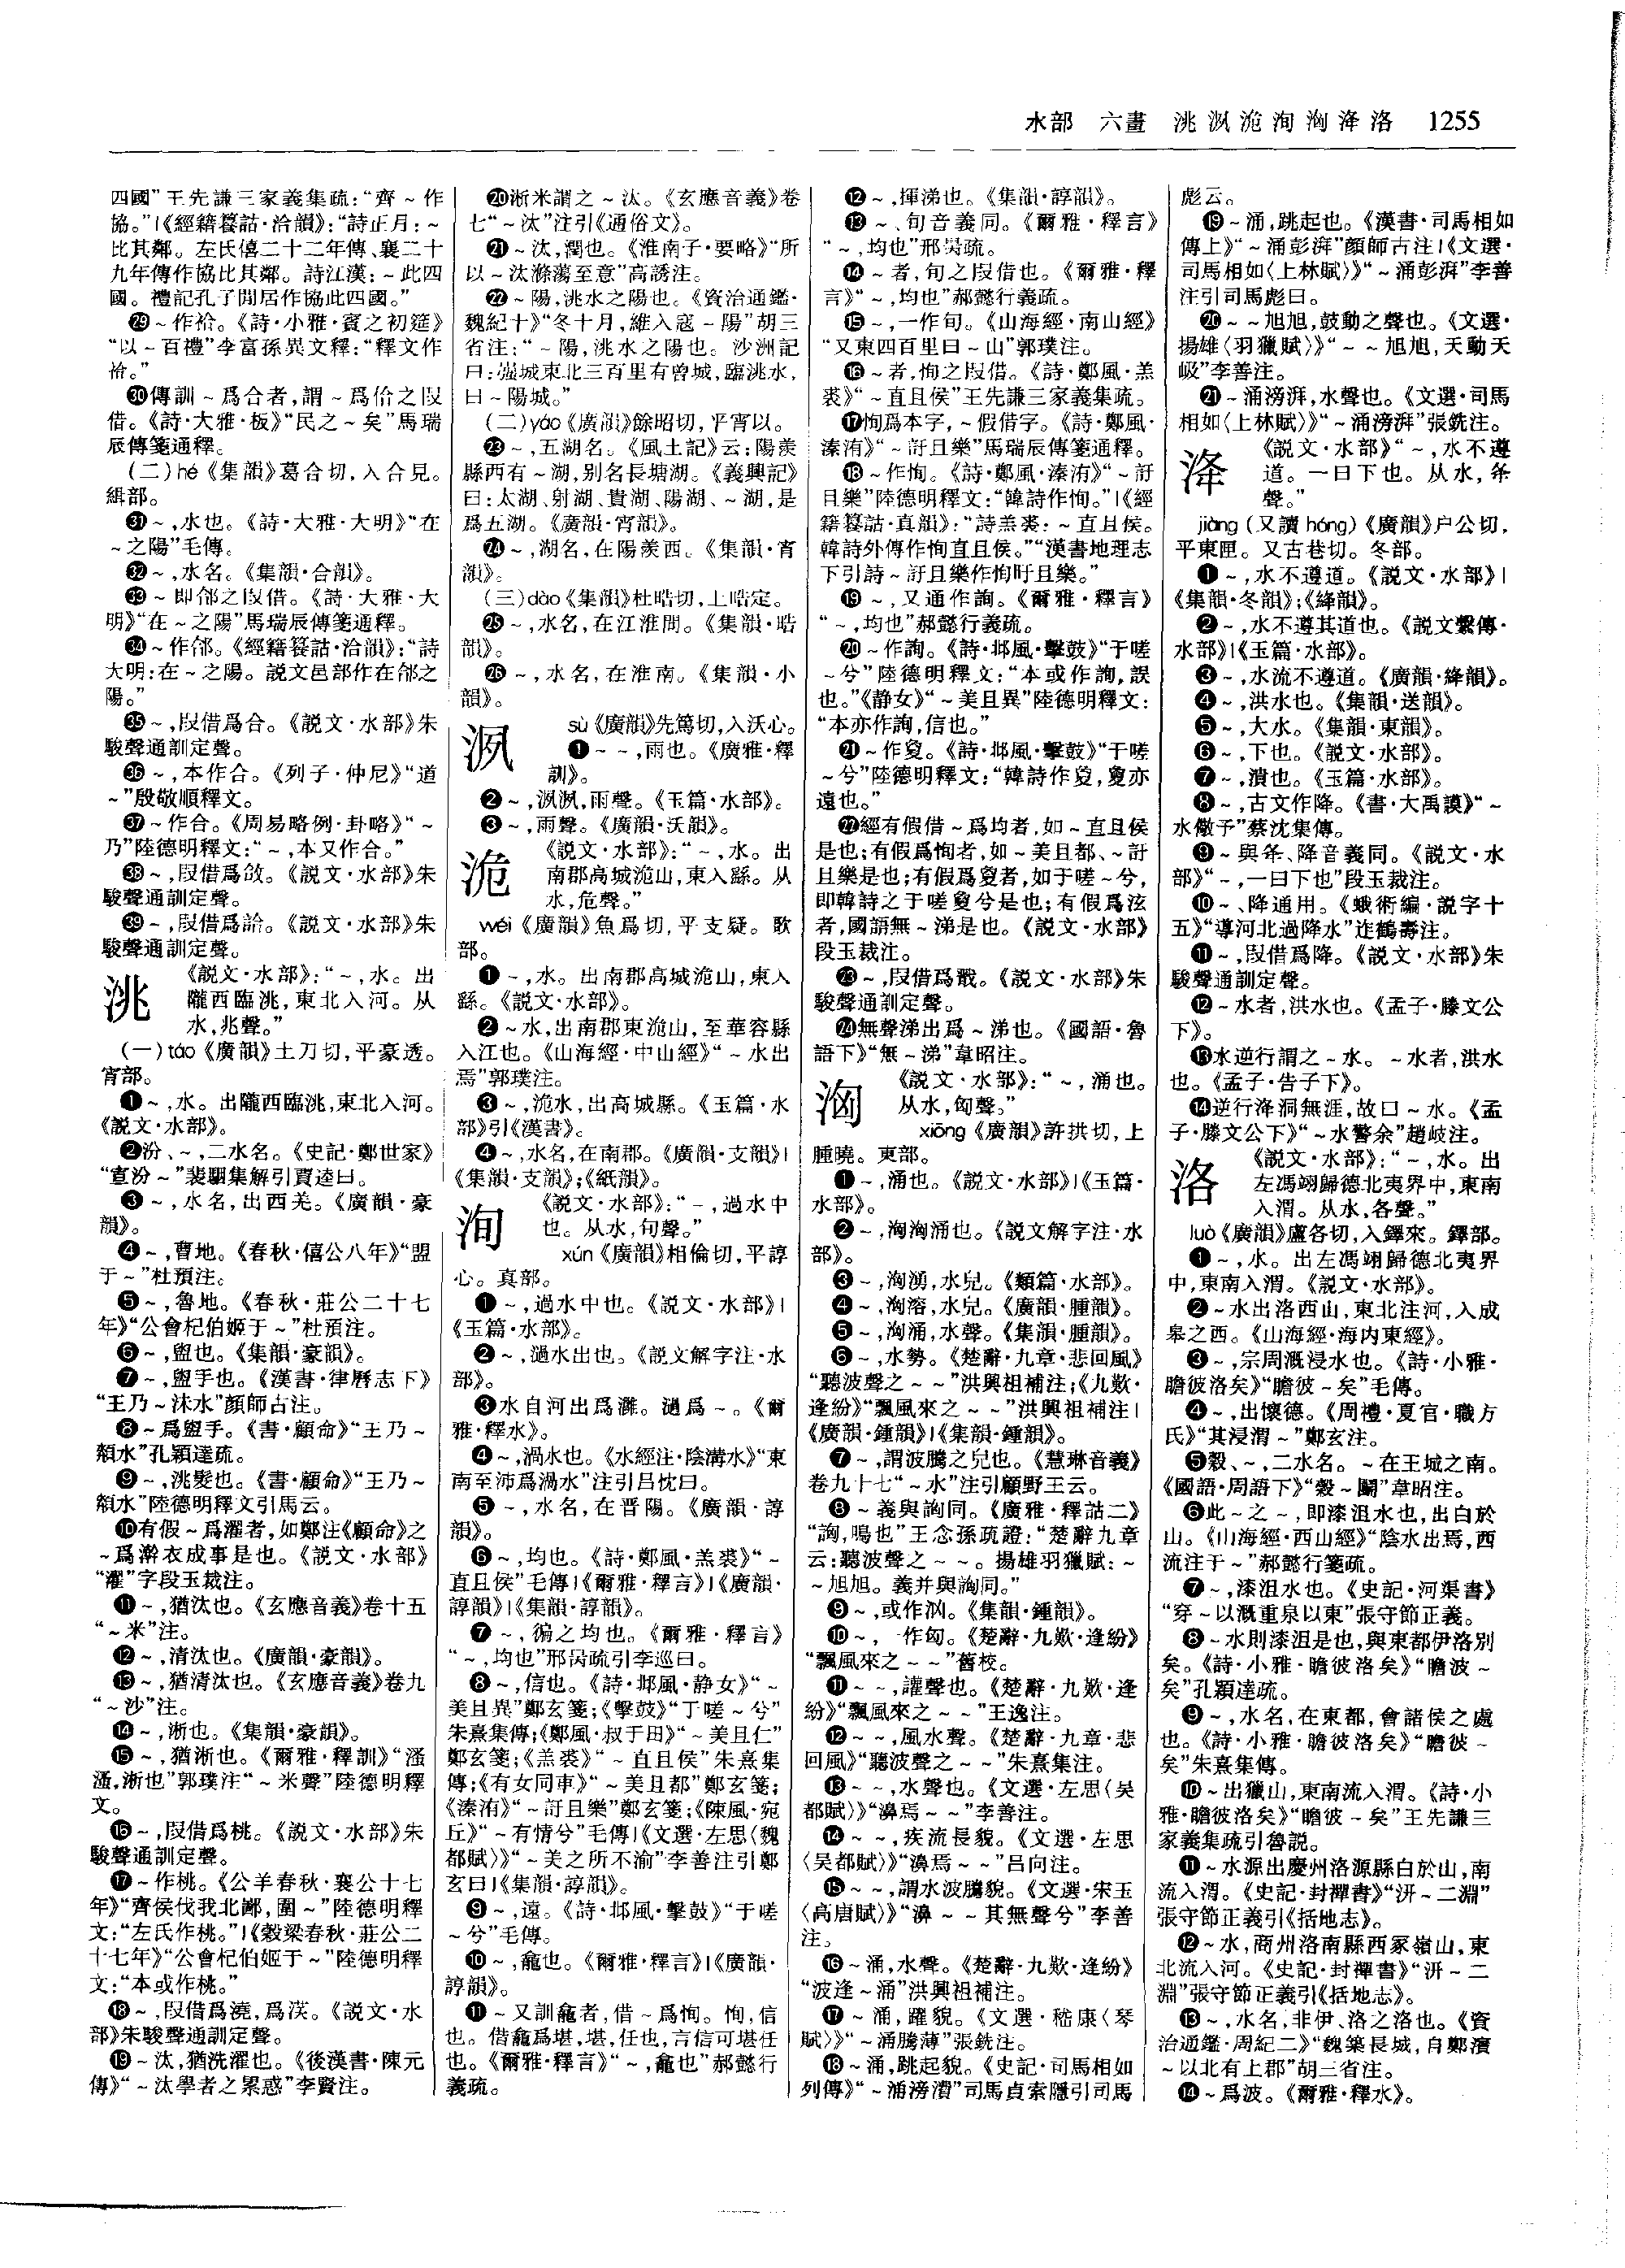 水部　六畫　洮洬洈洵洶洚洛　1255
四國”王先謙三家義集疏：“齊～作
協。”|《經籍籑詁·洽韻》：“詩正月：～
比其鄰。左氏僖二十二年傳、襄二十
九年傳作協比其鄰。詩江漢：～此四
國。禮記孔子閒居作協此四國。”
㉙～作祫。《詩·小雅·賓之初筵》
“以～百禮”李富孫異文釋：“釋文作
祫。”
㉚傳訓～爲合者，謂～爲佮之叚
借。《詩·大雅·板》“民之～矣”馬瑞
辰傳箋通釋。
(二)hé《集韻》葛合切，入合見。
緝部。
㉛～，水也。《詩·大雅·大明》“在
～之陽”毛傳。
㉜～，水名。《集韻·合韻》。
㉝～即郃之叚借。《詩·大雅·大
明》“在～之陽”馬瑞辰傳箋通釋。
㉞～作郃。《經籍籑詁·洽韻》：“詩
大明：在～之陽。説文邑部作在郃之
陽。”
㉟～，叚借爲合。《説文·水部》朱
駿聲通訓定聲。
㊱～，本作合。《列子·仲尼》“道
～”殷敬順釋文。
㊲～作合。《周易略例·卦略》“～
乃”陸德明釋文：“～，本又作合。”
㊳～，叚借爲敆。《説文·水部》朱
駿聲通訓定聲。
㊴～，叚借爲詥。《説文·水部》朱
駿聲通訓定聲。
洮
《説文·水部》：“～，水。出
隴西臨洮，東北入河。从
水，兆聲。”
(一)táo《廣韻》土刀切，平豪透。
宵部。
❶～，水。出隴西臨洮，東北入河。
《説文·水部》。
❷汾、～，二水名。《史記·鄭世家》
“宣汾～”裴駰集解引賈逵曰。
❸～，水名，出西羌。《廣韻·豪
韻》。
❹～，曹地。《春秋·僖公八年》“盟
于～”杜預注。
❺～，魯地。《春秋·莊公二十七
年》“公會杞伯姬于～”杜預注。
❻～，盥也。《集韻·豪韻》。
❼～，盥手也。《漢書·律曆志下》
“王乃～沬水”顔師古注。
❽～爲盥手。《書·顧命》“王乃～
頮水”孔穎達疏。
❾～，洮髮也。《書·顧命》“王乃～
頮水”陸德明釋文引馬云。
❿有假～爲濯者，如鄭注《顧命》之
～爲澣衣成事是也。《説文·水部》
“濯”字段玉裁注。
⓫～，猶汰也。《玄應音義》卷十五
“～米”注。
⓬～，清汰也。《廣韻·豪韻》。
⓭～，猶清汰也。《玄應音義》卷九
“～沙”注。
⓮～，淅也。《集韻·豪韻》。
⓯～，猶淅也。《爾雅·釋訓》“溞
溞，淅也”郭璞注“～米聲”陸德明釋
文。
⓰～，叚借爲桃。《説文·水部》朱
駿聲通訓定聲。
⓱～作桃。《公羊春秋·襄公十七
年》“齊侯伐我北鄙，圍～”陸德明釋
文：“左氏作桃。”|《穀梁春秋·莊公二
十七年》“公會杞伯姬于～”陸德明釋
文：“本或作桃。”
⓲～，叚借爲澆，爲湵。《説文·水
部》朱駿聲通訓定聲。
⓳～汰，猶洗濯也。《後漢書·陳元
傳》“～汰學者之累惑”李賢注。
⓴淅米謂之～汰。《玄應音義》卷
七“～汰”注引《通俗文》。
㉑～汰，潤也。《淮南子·要略》“所
以～汰滌蕩至意”高誘注。
㉒～陽，洮水之陽也。《資治通鑑·
魏紀十》“冬十月，維入寇～陽”胡三
省注：“～陽，洮水之陽也。沙洲記
曰：嵹城東北三百里有曾城，臨洮水，
曰～陽城。”
(二)yáo《廣韻》餘昭切，平宵以。
㉓～，五湖名。《風土記》云：陽羨
縣西有～湖，别名長塘湖。《義興記》
曰：太湖、射湖、貴湖、陽湖、～湖，是
爲五湖。《廣韻·宵韻》。
㉔～，湖名，在陽羨西。《集韻·宵
韻》。
(三)dào《集韻》杜晧切，上晧定。
㉕～，水名，在江淮間。《集韻·晧
韻》。
㉖～，水名，在淮南。《集韻·小
韻》。
洬
sù《廣韻》先篤切，入沃心。
❶～～，雨也。《廣雅·釋
訓》。
❷～，洬洬，雨聲。《玉篇·水部》。
❸～，雨聲。《廣韻·沃韻》。
洈
《説文·水部》：“～，水。出
南郡高城洈山，東入繇。从
水，危聲。”
wéi《廣韻》魚爲切，平支疑。歌
部。
❶～，水。出南郡高城洈山，東入
繇。《説文·水部》。
❷～水，出南郡東洈山，至華容縣
入江也。《山海經·中山經》“～水出
焉”郭璞注。
❸～，洈水，出高城縣。《玉篇·水
部》引《漢書》。
❹～，水名，在南郡。《廣韻·支韻》|
《集韻·支韻》；《紙韻》。
洵
《説文·水部》：“～，過水中
也。从水，旬聲。”
xún《廣韻》相倫切，平諄
心。真部。
❶～，過水中也。《説文·水部》|
《玉篇·水部》。
❷～，過水出也。《説文解字注·水
部》。
❸水自河出爲灉。過爲～。《爾
雅·釋水》。
❹～，渦水也。《水經注·陰溝水》“東
南至沛爲渦水”注引吕忱曰。
❺～，水名，在晋陽。《廣韻·諄
韻》。
❻～，均也。《詩·鄭風·羔裘》“～
直且侯”毛傳|《爾雅·釋言》|《廣韻·
諄韻》|《集韻·諄韻》。
❼～，徧之均也。《爾雅·釋言》
“～，均也”邢昺疏引李巡曰。
❽～，信也。《詩·邶風·静女》“～
美且異”鄭玄箋；《擊鼓》“于嗟～兮”
朱熹集傳；《鄭風·叔于田》“～美且仁”
鄭玄箋；《羔裘》“～直且侯”朱熹集
傳；《有女同車》“～美且都”鄭玄箋；
《溱洧》“～訏且樂”鄭玄箋；《陳風·宛
丘》“～有情兮”毛傳|《文選·左思〈魏
都賦〉》“～美之所不渝”李善注引鄭
玄曰|《集韻·諄韻》。
❾～，遠。《詩·邶風·擊鼓》“于嗟
～兮”毛傳。
❿～，龕也。《爾雅·釋言》|《廣韻·
諄韻》。
⓫～又訓龕者，借～爲恂。恂，信
也。借龕爲堪，堪，任也，言信可堪任
也。《爾雅·釋言》“～，龕也”郝懿行
義疏。
⓬～，揮涕也。《集韻·諄韻》。
⓭～、旬音義同。《爾雅·釋言》
“～，均也”邢昺疏。
⓮～者，旬之叚借也。《爾雅·釋
言》“～，均也”郝懿行義疏。
⓯～，一作旬。《山海經·南山經》
“又東四百里曰～山”郭璞注。
⓰～者，恂之叚借。《詩·鄭風·羔
裘》“～直且侯”王先謙三家義集疏。
⓱恂爲本字，～假借字。《詩·鄭風·
溱洧》“～訏且樂”馬瑞辰傳箋通釋。
⓲～作恂。《詩·鄭風·溱洧》“～訏
且樂”陸德明釋文：“韓詩作恂。”|《經
籍籑詁·真韻》：“詩羔裘：～直且侯。
韓詩外傳作恂直且侯。”“漢書地理志
下引詩～訏且樂作恂盱且樂。”
⓳～，又通作詢。《爾雅·釋言》
“～，均也”郝懿行義疏。
⓴～作詢。《詩·邶風·擊鼓》“于嗟
～兮”陸德明釋文：“本或作詢，誤
也。”《静女》“～美且異”陸德明釋文：
“本亦作詢，信也。”
㉑～作敻。《詩·邶風·擊鼓》“于嗟
～兮”陸德明釋文：“韓詩作敻，敻亦
遠也。”
㉒經有假借～爲均者，如～直且侯
是也；有假爲恂者，如～美且都、～訏
且樂是也；有假爲敻者，如于嗟～兮，
即韓詩之于嗟敻兮是也；有假爲泫
者，國語無～涕是也。《説文·水部》
段玉裁注。
㉓～，叚借爲戬。《説文·水部》朱
駿聲通訓定聲。
㉔無聲涕出爲～涕也。《國語·魯
語下》“無～涕”韋昭注。
洶
《説文·水部》：“～，涌也。
从水，匈聲。”
xiōng《廣韻》許拱切，上
腫曉。東部。
❶～，涌也。《説文·水部》|《玉篇·
水部》。
❷～，洶洶涌也。《説文解字注·水
部》。
❸～，洶湧，水皃。《類篇·水部》。
❹～，洶溶，水皃。《廣韻·腫韻》。
❺～，洶涌，水聲。《集韻·腫韻》。
❻～，水勢。《楚辭·九章·悲回風》
“聽波聲之～～”洪興祖補注；《九歎·
逢紛》“飄風來之～～”洪興祖補注|
《廣韻·鍾韻》|《集韻·鍾韻》。
❼～，謂波騰之皃也。《慧琳音義》
卷九十七“～水”注引顧野王云。
❽～義與詾同。《廣雅·釋詁二》
“詾，鳴也”王念孫疏證：“楚辭九章
云：聽波聲之～～。揚雄羽獵賦：～
～旭旭。義并與詾同。”
❾～，或作汹。《集韻·鍾韻》。
❿～，一作匈。《楚辭·九歎·逢紛》
“飄風來之～～”舊校。
⓫～～，讙聲也。《楚辭·九歎·逢
紛》“飄風來之～～”王逸注。
⓬～～，風水聲。《楚辭·九章·悲
回風》“聽波聲之～～”朱熹集注。
⓭～～，水聲也。《文選·左思〈吴
都賦〉》“濞焉～～”李善注。
⓮～～，疾流長貌。《文選·左思
〈吴都賦〉》“濞焉～～”吕向注。
⓯～～，謂水波騰貌。《文選·宋玉
〈高唐賦〉》“濞～～其無聲兮”李善
注。
⓰～涌，水聲。《楚辭·九歎·逢紛》
“波逢～涌”洪興祖補注。
⓱～涌，躍貌。《文選·嵇康〈琴
賦〉》“～涌騰薄”張銑注。
⓲～涌，跳起貌。《史記·司馬相如
列傳》“～涌滂㵒”司馬貞索隱引司馬
彪云。
⓳～涌，跳起也。《漢書·司馬相如
傳上》“～涌彭湃”顔師古注|《文選·
司馬相如〈上林賦〉》“～涌彭湃”李善
注引司馬彪曰。
⓴～～旭旭，鼓動之聲也。《文選·
揚雄〈羽獵賦〉》“～～旭旭，天動天
岋”李善注。
㉑～涌滂湃，水聲也。《文選·司馬
相如〈上林賦〉》“～涌滂湃”張銑注。
洚
《説文·水部》“～，水不遵
道。一曰下也。从水，夅
聲。”
jiàng(又讀hóng)《廣韻》户公切，
平東匣。又古巷切。冬部。
❶～，水不遵道。《説文·水部》|
《集韻·冬韻》；《絳韻》。
❷～，水不遵其道也。《説文繫傳·
水部》|《玉篇·水部》。
❸～，水流不遵道。《廣韻·絳韻》。
❹～，洪水也。《集韻·送韻》。
❺～，大水。《集韻·東韻》。
❻～，下也。《説文·水部》。
❼～，潰也。《玉篇·水部》。
❽～，古文作降。《書·大禹謨》“～
水儆予”蔡沈集傳。
❾～與夅、降音義同。《説文·水
部》“～，一曰下也”段玉裁注。
❿～、降通用。《蛾術編·説字十
五》“導河北過降水”迮鶴壽注。
⓫～，叚借爲降。《説文·水部》朱
駿聲通訓定聲。
⓬～水者，洪水也。《孟子·滕文公
下》。
⓭水逆行謂之～水。～水者，洪水
也。《孟子·告子下》。
⓮逆行洚洞無涯，故曰～水。《孟
子·滕文公下》“～水警余”趙岐注。
洛
《説文·水部》：“～，水。出
左馮翊歸德北夷界中，東南
入渭。从水，各聲。”
luò《廣韻》盧各切，入鐸來。鐸部。
❶～，水。出左馮翊歸德北夷界
中，東南入渭。《説文·水部》。
❷～水出洛西山，東北注河，入成
皋之西。《山海經·海内東經》。
❸～，宗周溉浸水也。《詩·小雅·
瞻彼洛矣》“瞻彼～矣”毛傳。
❹～，出懷德。《周禮·夏官·職方
氏》“其浸渭～”鄭玄注。
❺榖、～，二水名。～在王城之南。
《國語·周語下》“榖～鬭”韋昭注。
❻此～之～，即漆沮水也，出白於
山。《山海經·西山經》“陰水出焉，西
流注于～”郝懿行箋疏。
❼～，漆沮水也。《史記·河渠書》
“穿～以溉重泉以東”張守節正義。
❽～水則漆沮是也，與東都伊洛别
矣。《詩·小雅·瞻彼洛矣》“瞻彼～
矣”孔穎達疏。
❾～，水名，在東都，會諸侯之處
也。《詩·小雅·瞻彼洛矣》“瞻彼～
矣”朱熹集傳。
❿～出獵山，東南流入渭。《詩·小
雅·瞻彼洛矣》“瞻彼～矣”王先謙三
家義集疏引魯説。
⓫～水源出慶州洛源縣白於山，南
流入渭。《史記·封禪書》“汧～二淵”
張守節正義引《括地志》。
⓬～水，商州洛南縣西冢嶺山，東
北流入河。《史記·封禪書》“汧～二
淵”張守節正義引《括地志》。
⓭～，水名，非伊、洛之洛也。《資
治通鑑·周紀二》“魏築長城，自鄭濱
～以北有上郡”胡三省注。
⓮～爲波。《爾雅·釋水》。